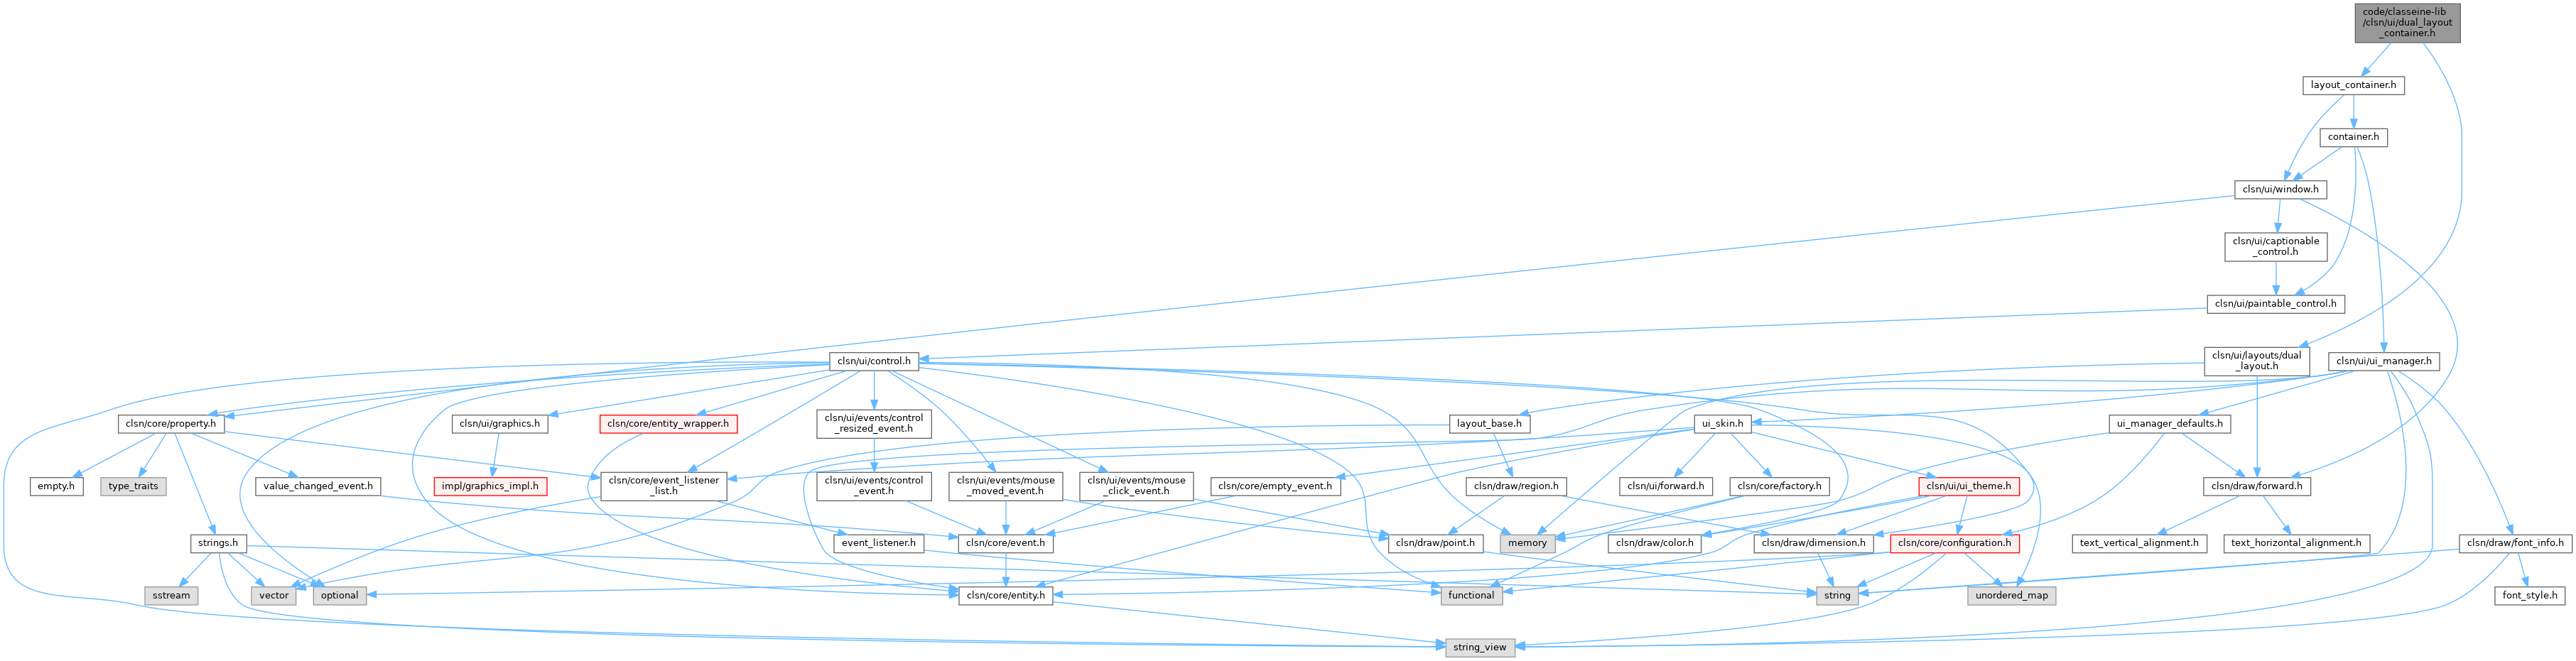 code/classeine-lib
/clsn/ui/dual_layout
_container.h
layout_container.h
container.h
clsn/ui/window.h
clsn/ui/captionable
_control.h
clsn/ui/paintable_control.h
clsn/ui/control.h
clsn/ui/layouts/dual
_layout.h
clsn/ui/ui_manager.h
clsn/core/property.h
clsn/ui/graphics.h
clsn/core/entity_wrapper.h
clsn/ui/events/control
_resized_event.h
layout_base.h
ui_skin.h
ui_manager_defaults.h
empty.h
type_traits
value_changed_event.h
impl/graphics_impl.h
clsn/core/event_listener
_list.h
clsn/ui/events/control
_event.h
clsn/ui/events/mouse
_moved_event.h
clsn/ui/events/mouse
_click_event.h
clsn/core/empty_event.h
clsn/draw/region.h
clsn/ui/forward.h
clsn/core/factory.h
clsn/ui/ui_theme.h
clsn/draw/forward.h
strings.h
event_listener.h
clsn/core/event.h
clsn/draw/point.h
memory
clsn/draw/color.h
clsn/draw/dimension.h
clsn/core/configuration.h
text_vertical_alignment.h
text_horizontal_alignment.h
clsn/draw/font_info.h
sstream
vector
optional
clsn/core/entity.h
functional
string
unordered_map
font_style.h
string_view